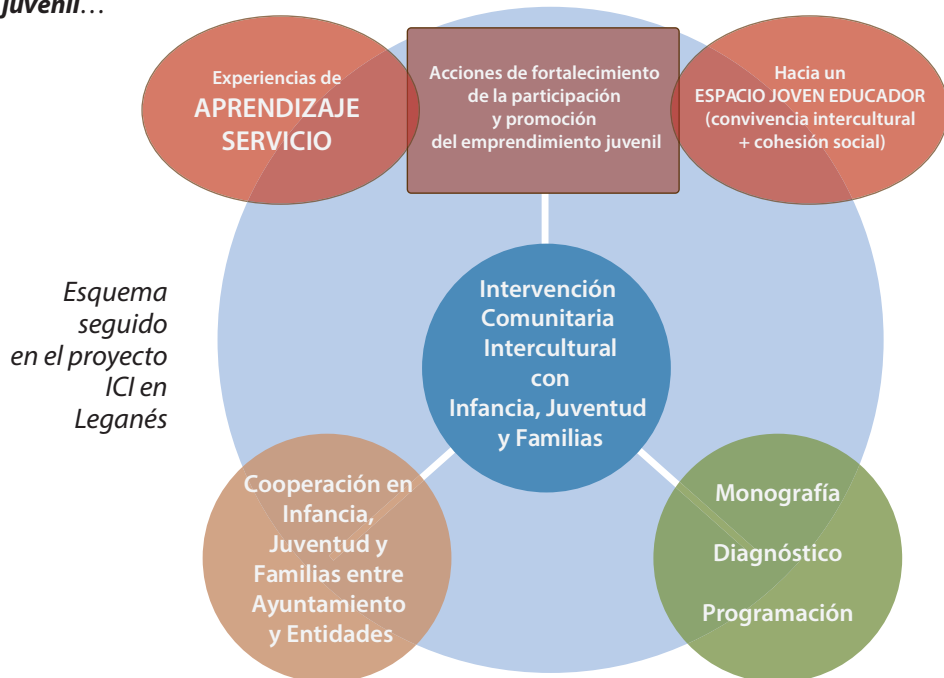 juvenil…
Experiencias de
APRENDIZAJE
SERVICIO
Acciones de fortalecimiento
de la participación
y promoción
del emprendimiento juvenil
Hacia un
ESPACIO JOVEN EDUCADOR
(convivencia intercultural
+ cohesión social)
Esquema
seguido
en el proyecto
ICI en
Leganés
Intervención
Comunitaria
Intercultural
con
Infancia, Juventud
y Familias
Cooperación en
Infancia,
Juventud y
Familias entre
Ayuntamiento
y Entidades
Monografía
Diagnóstico
Programación